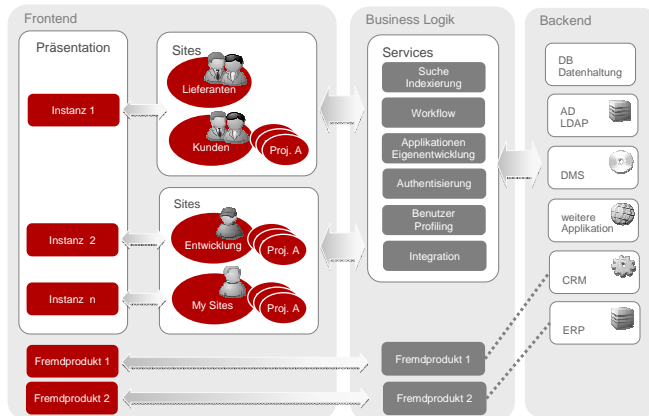 Frontend
Präsentation
Instanz 1
Instanz 2
Instanz n
Sites
Lieferanten
Kunden
Proj. A
Sites
Entwicklung
Proj. A
My Sites
Proj. A
Fremdprodukt 1
Fremdprodukt 2
Business Logik
Services
Suche
Indexierung
Workflow
Applikationen
Eigenentwicklung
Authentisierung
Benutzer
Profiling
Integration
Fremdprodukt 1
Fremdprodukt 2
Backend
DB
Datenhaltung
AD
LDAP
DMS
weitere
Applikation
CRM
ERP